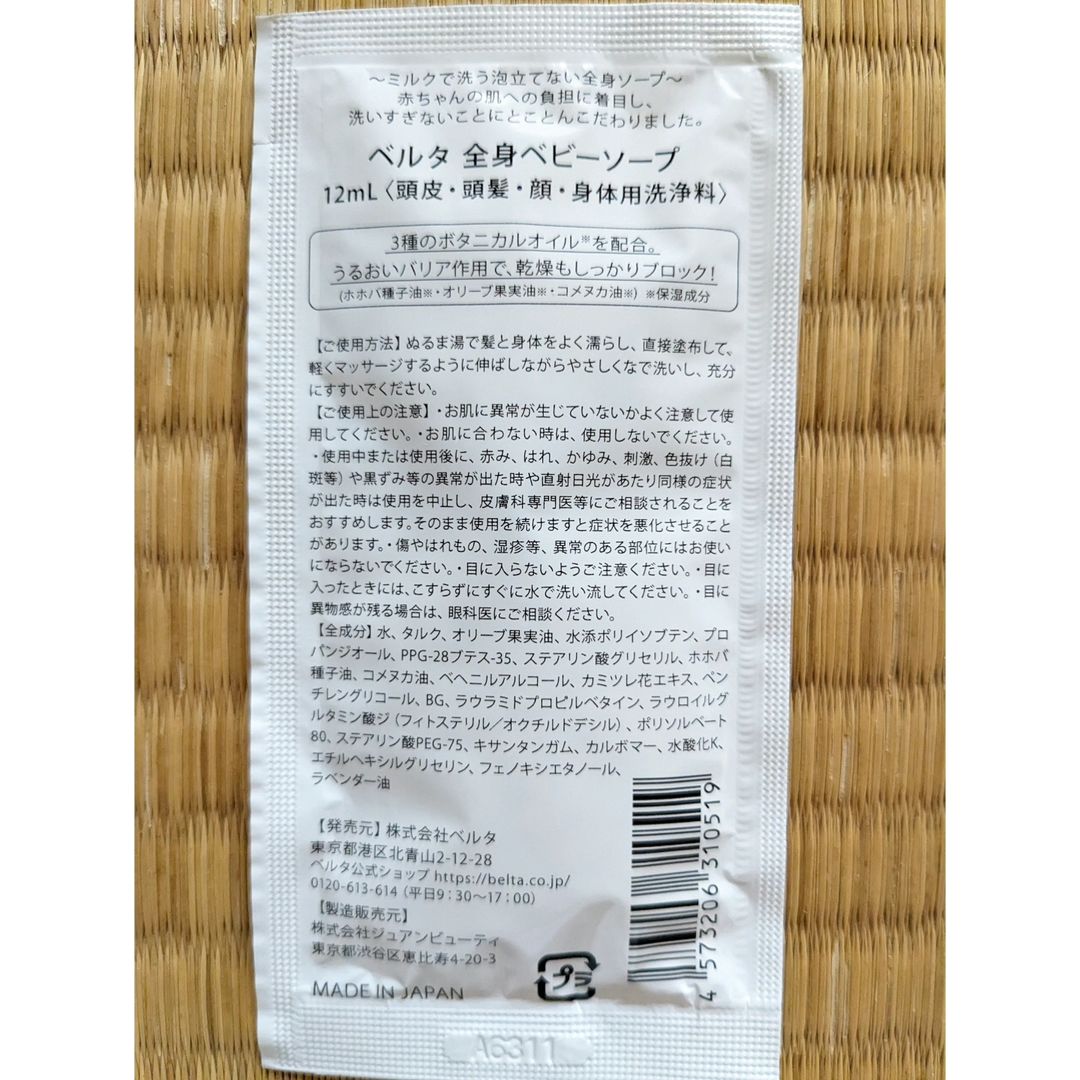 ～ミルクで洗う泡立てない全身ソープ～
赤ちゃんの肌への負担に着目し、
洗いすぎないことにとことんこだわりました。
ベルタ 全身ベビーソープ
12mL〈頭皮・頭髪・顔・身体用洗浄料〉
3種のボタニカルオイル※を配合。
うるおいバリア作用で、乾燥もしっかりブロック！
(ホホバ種子油※・オリーブ果実油※・コメヌカ油※) ※保湿成分
【ご使用方法】ぬるま湯で髪と身体をよく濡らし、直接塗布して、
軽くマッサージするように伸ばしながらやさしくなで洗いし、充分
にすすいでください。
【ご使用上の注意】・お肌に異常が生じていないかよく注意して使
用してください。・お肌に合わない時は、使用しないでください。
・使用中または使用後に、赤み、はれ、かゆみ、刺激、色抜け（白
斑等）や黒ずみ等の異常が出た時や直射日光があたり同様の症状
が出た時は使用を中止し、皮膚科専門医等にご相談されることを
おすすめします。そのまま使用を続けますと症状を悪化させること
があります。・傷やはれもの、湿疹等、異常のある部位にはお使い
にならないでください。・目に入らないようご注意ください。・目に
入ったときには、こすらずにすぐに水で洗い流してください。・目に
異物感が残る場合は、眼科医にご相談ください。
【全成分】水、タルク、オリーブ果実油、水添ポリイソブテン、プロ
パンジオール、PPG-28ブテス-35、ステアリン酸グリセリル、ホホバ
種子油、コメヌカ油、ベヘニルアルコール、カミツレ花エキス、ペン
チレングリコール、BG、ラウラミドプロピルベタイン、ラウロイルグ
ルタミン酸ジ（フィトステリル／オクチルドデシル）、ポリソルベート
80、ステアリン酸PEG-75、キサンタンガム、カルボマー、水酸化K、
エチルヘキシルグリセリン、フェノキシエタノール、
ラベンダー油
【発売元】株式会社ベルタ
東京都港区北青山2-12-28
ベルタ公式ショップ https://belta.co.jp/
0120-613-614（平日9：30～17：00）
【製造販売元】
株式会社ジュアンビューティ
東京都渋谷区恵比寿4-20-3
MADE IN JAPAN
プラ
4 573206 310519
A6311